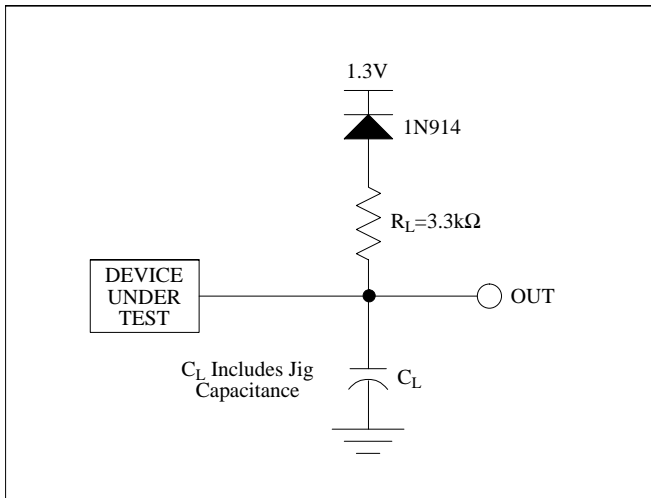 1.3V
1N914
R_L=3.3kΩ
DEVICE
UNDER
TEST
OUT
C_L Includes Jig
Capacitance
C_L